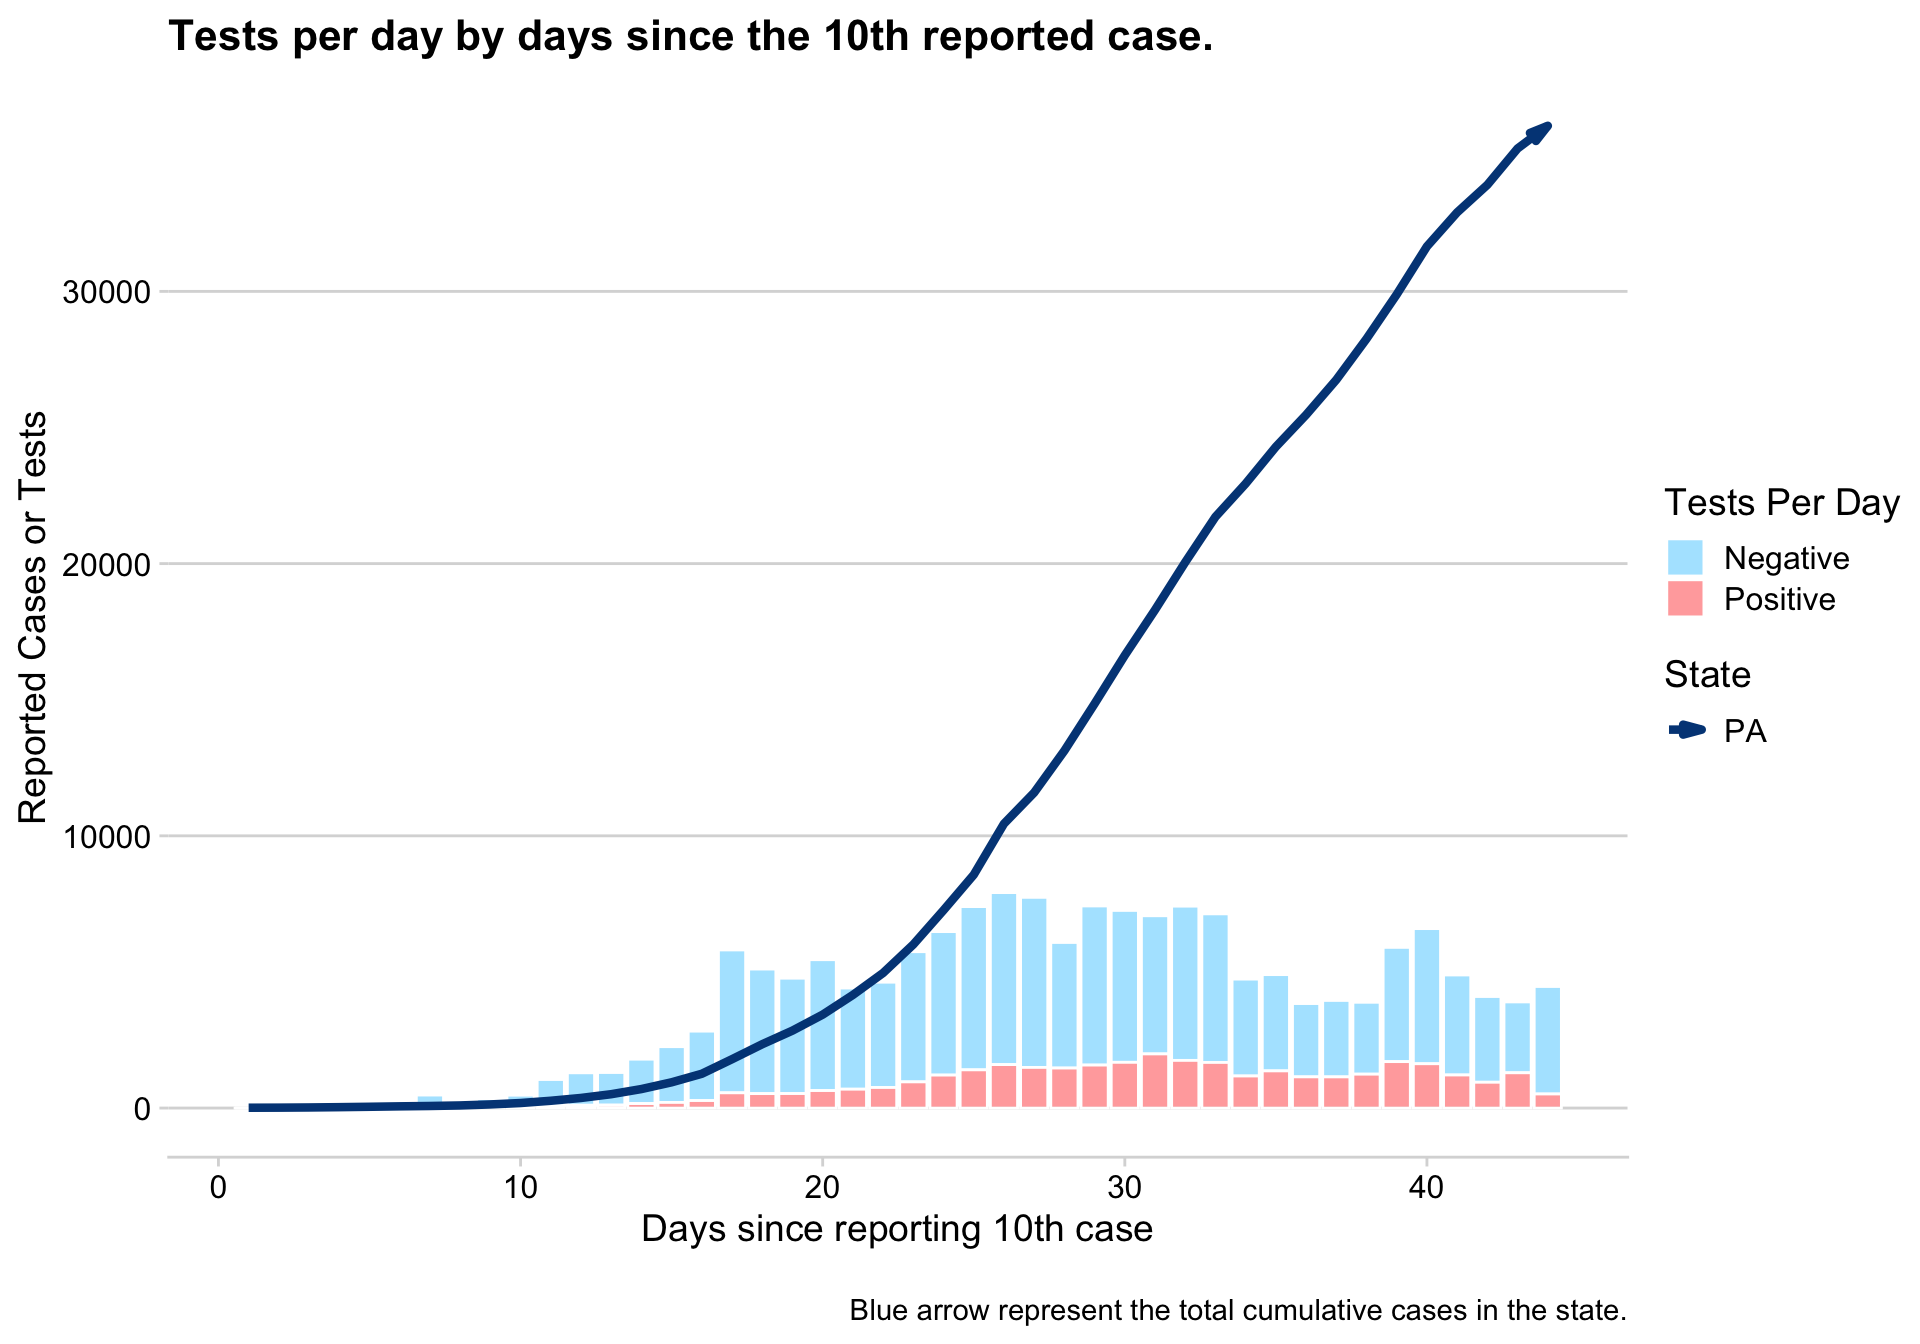 Tests per day by days since the 10th reported case.
Reported Cases or Tests
30000
20000
10000
0
0 10 20 30 40
Days since reporting 10th case
Tests Per Day
Negative
Positive
State
PA
Blue arrow represent the total cumulative cases in the state.